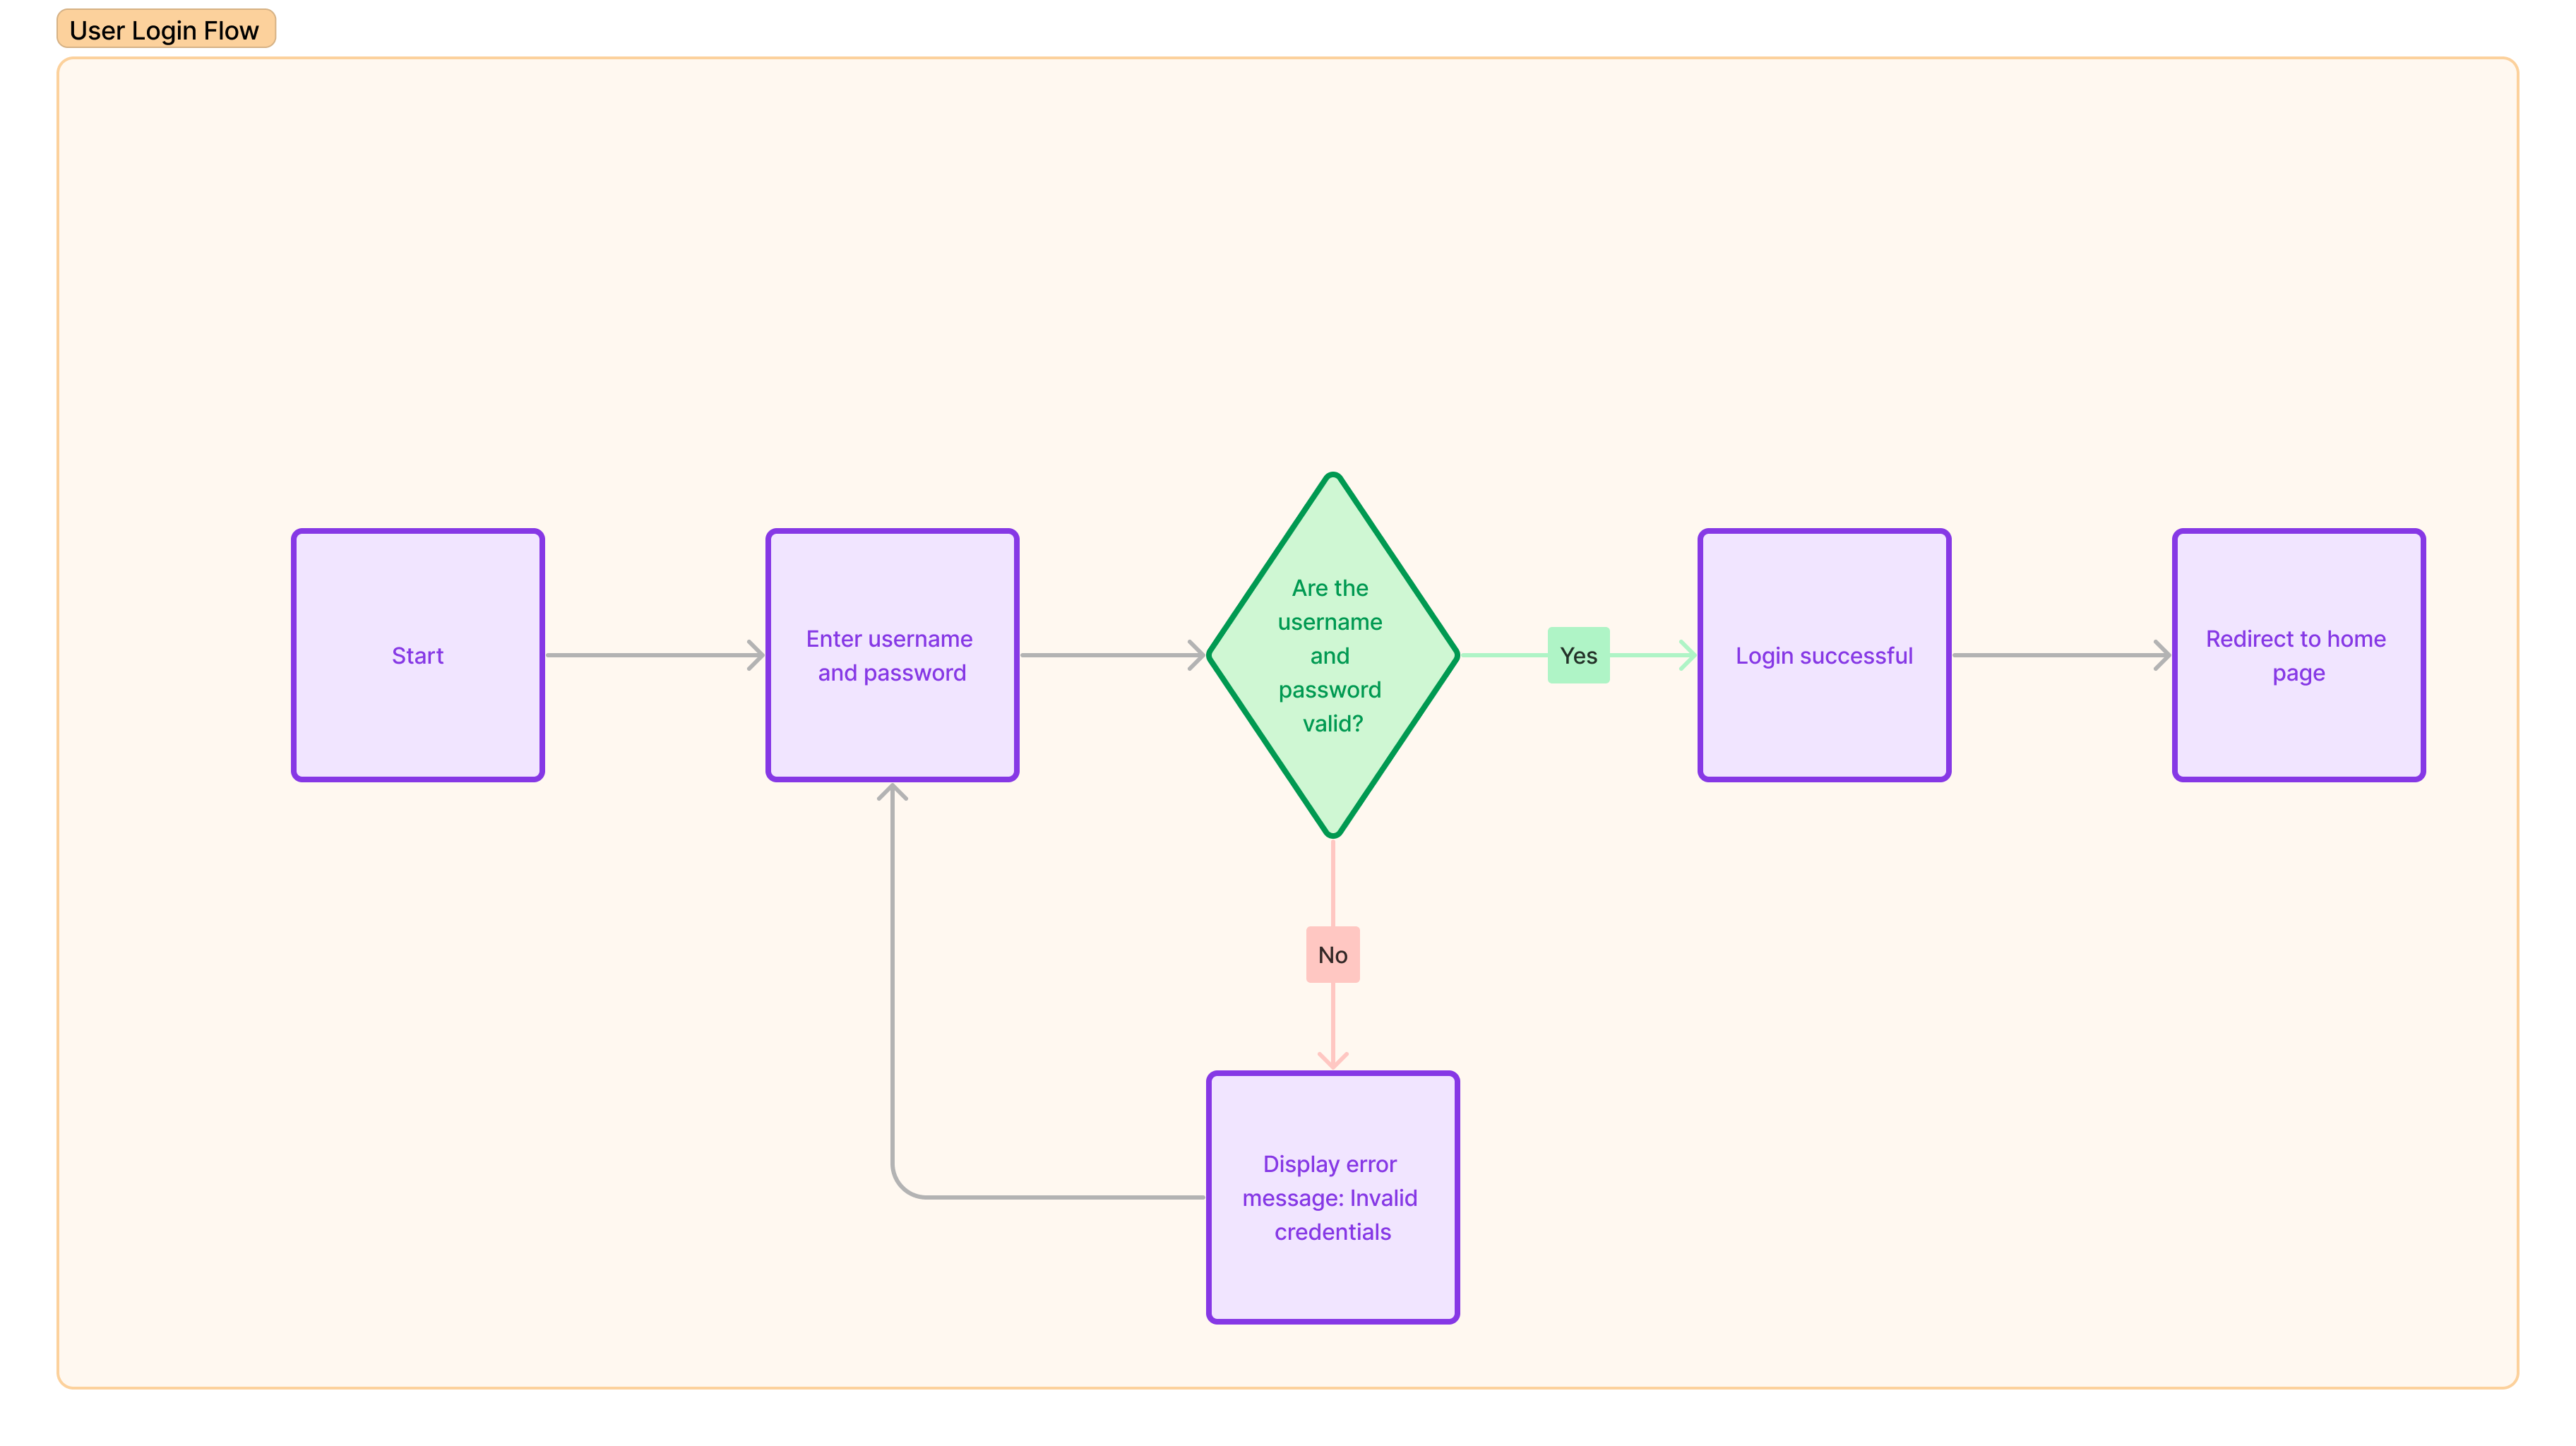 User Login Flow
Start
Enter username
and password
Are the
username
and
password
valid?
Yes
Login successful
Redirect to home
page
No
Display error
message: Invalid
credentials